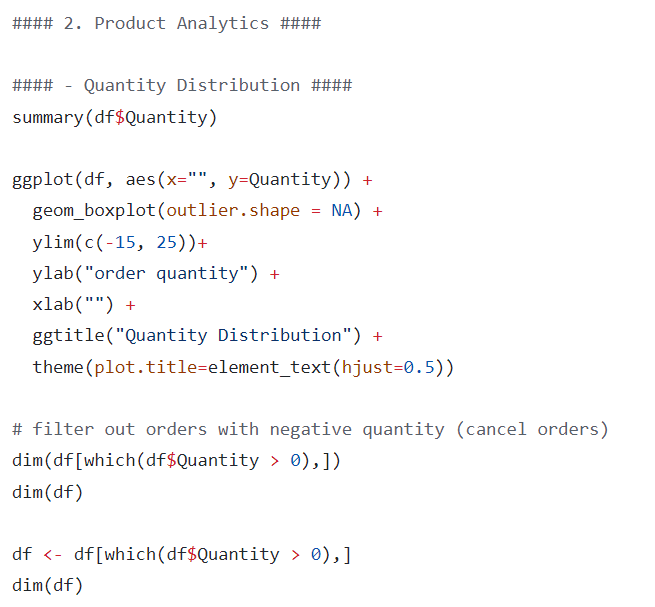 #### 2. Product Analytics ####
#### - Quantity Distribution ####
summary(df$Quantity)
ggplot(df, aes(x="", y=Quantity)) +
  geom_boxplot(outlier.shape = NA) +
  ylim(c(-15, 25))+
  ylab("order quantity") +
  xlab("") +
  ggtitle("Quantity Distribution") +
  theme(plot.title=element_text(hjust=0.5))
# filter out orders with negative quantity (cancel orders)
dim(df[which(df$Quantity > 0),])
dim(df)
df <- df[which(df$Quantity > 0),]
dim(df)